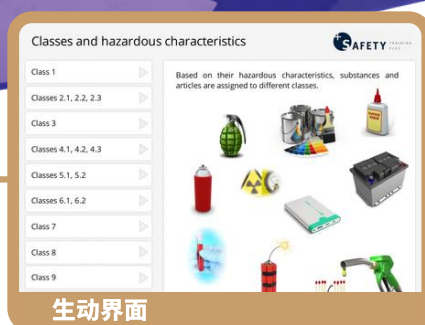 Classes and hazardous characteristics
SAFETY TRAINING
PLUS
Class 1
Classes 2.1, 2.2, 2.3
Class 3
Classes 4.1, 4.2, 4.3
Classes 5.1, 5.2
Classes 6.1, 6.2
Class 7
Class 8
Class 9
Based on their hazardous characteristics, substances and
articles are assigned to different classes.
生动界面